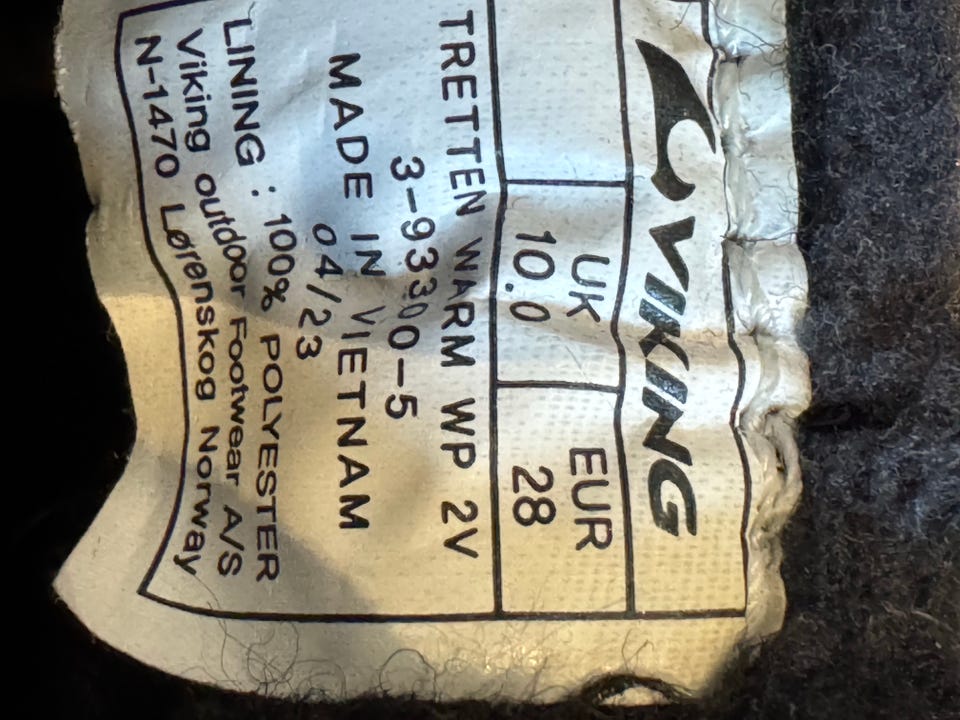 VIKING
UK EUR
10.0 28
TRETTEN WARM WP 2V
3-93300-5
MADE IN VIETNAM
04/23
LINING : 100% POLYESTER
Viking outdoor Footwear A/S
N-1470 Lørenskog Norway